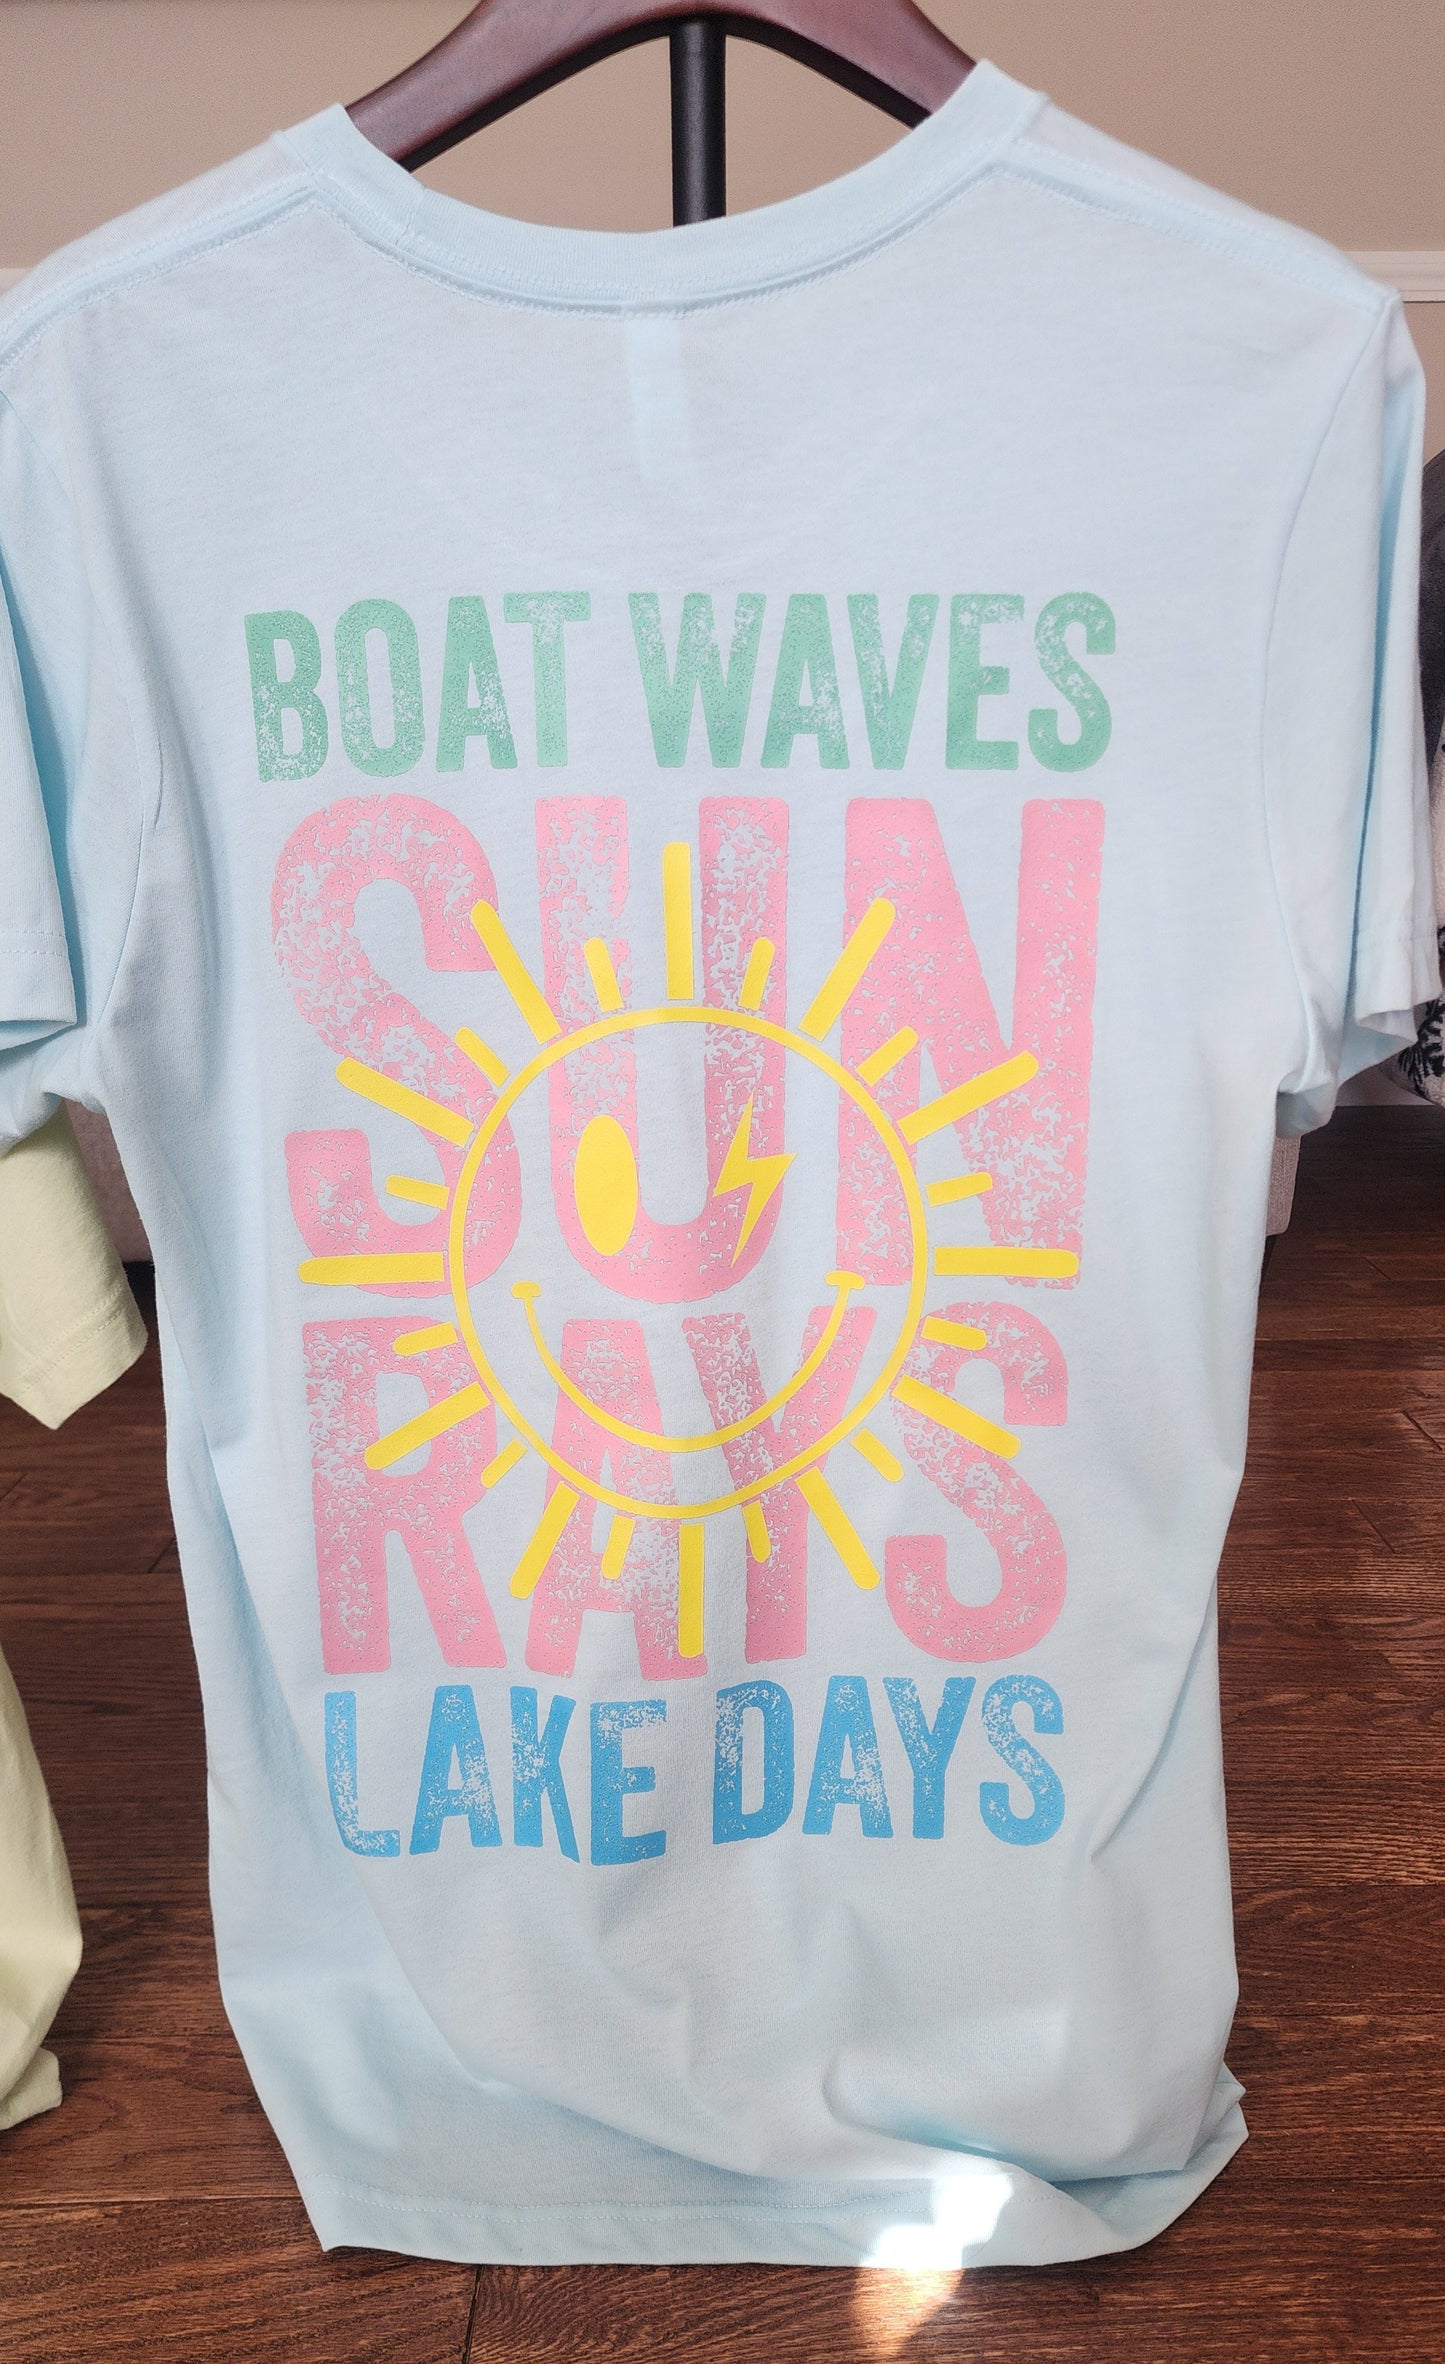 BOAT WAVES
SUN
RAYS
LAKE DAYS